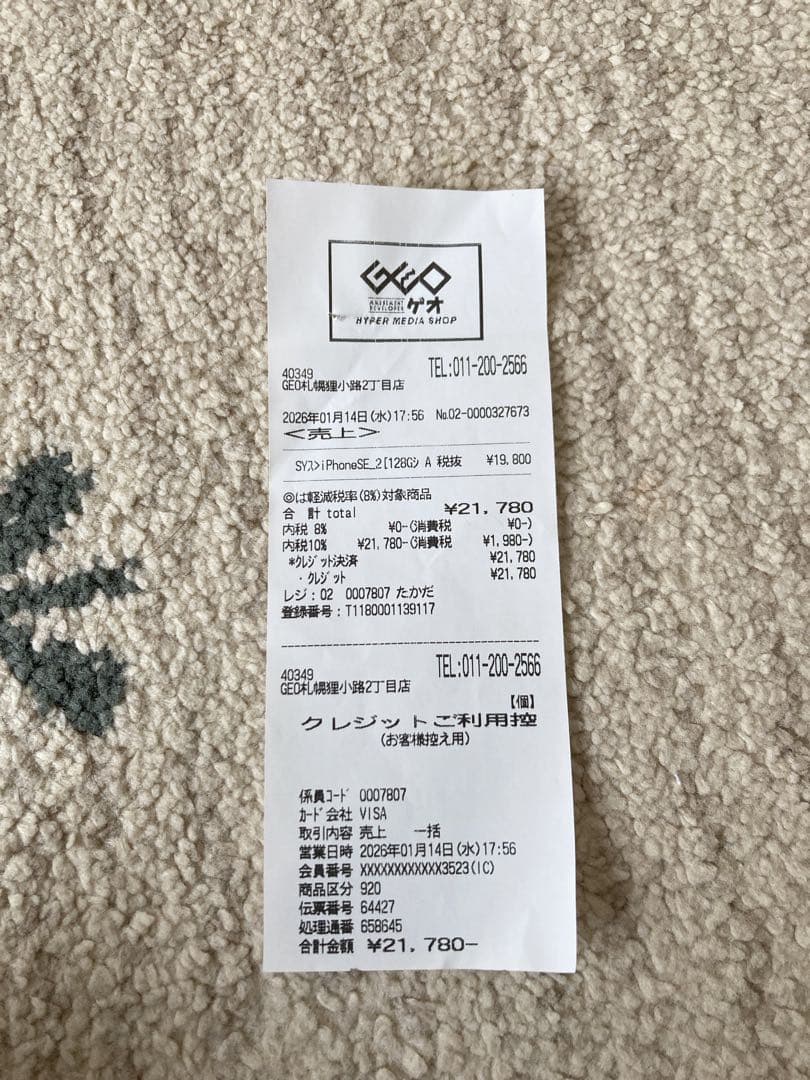 GEO
AMUSEMENT DEVELOPER ゲオ
HYPER MEDIA SHOP
40349 TEL:011-200-2566
GEO札幌狸小路2丁目店
2026年01月14日(水)17:56 No.02-0000327673
<売上>
SYス>iPhoneSE_2[128Gシ A 税抜 ¥19,800
◎は軽減税率(8%)対象商品
合 計 total ¥21,780
内税 8% ¥0-(消費税 ¥0-)
内税10% ¥21,780-(消費税 ¥1,980-)
*クレジット決済 ¥21,780
・クレジット ¥21,780
レジ:02 0007807 たかだ
登録番号:T1180001139117
40349 TEL:011-200-2566
GEO札幌狸小路2丁目店
【個】
クレジットご利用控
(お客様控え用)
係員コード 0007807
カード会社 VISA
取引内容 売上 一括
営業日時 2026年01月14日(水)17:56
会員番号 XXXXXXXXXXXX3523(IC)
商品区分 920
伝票番号 64427
処理通番 658645
合計金額 ¥21,780-